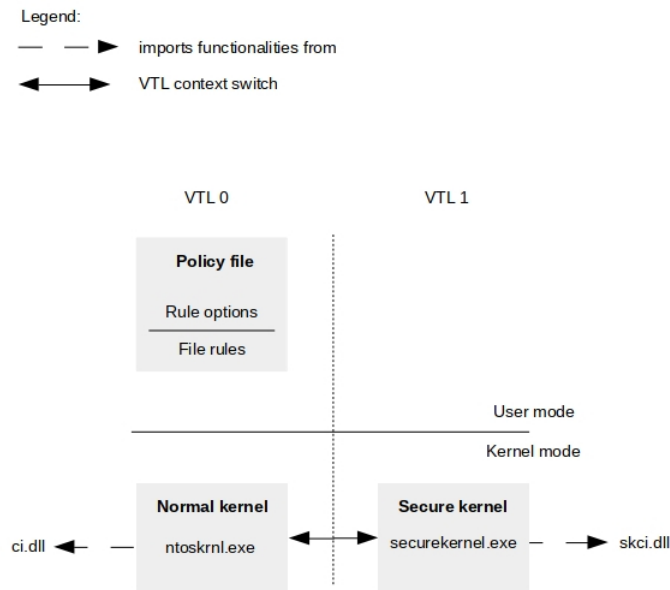 Legend:
imports functionalities from
VTL context switch
VTL 0
VTL 1
Policy file
Rule options
File rules
User mode
Kernel mode
Normal kernel
Secure kernel
ci.dll
ntoskrnl.exe
securekernel.exe
skci.dll